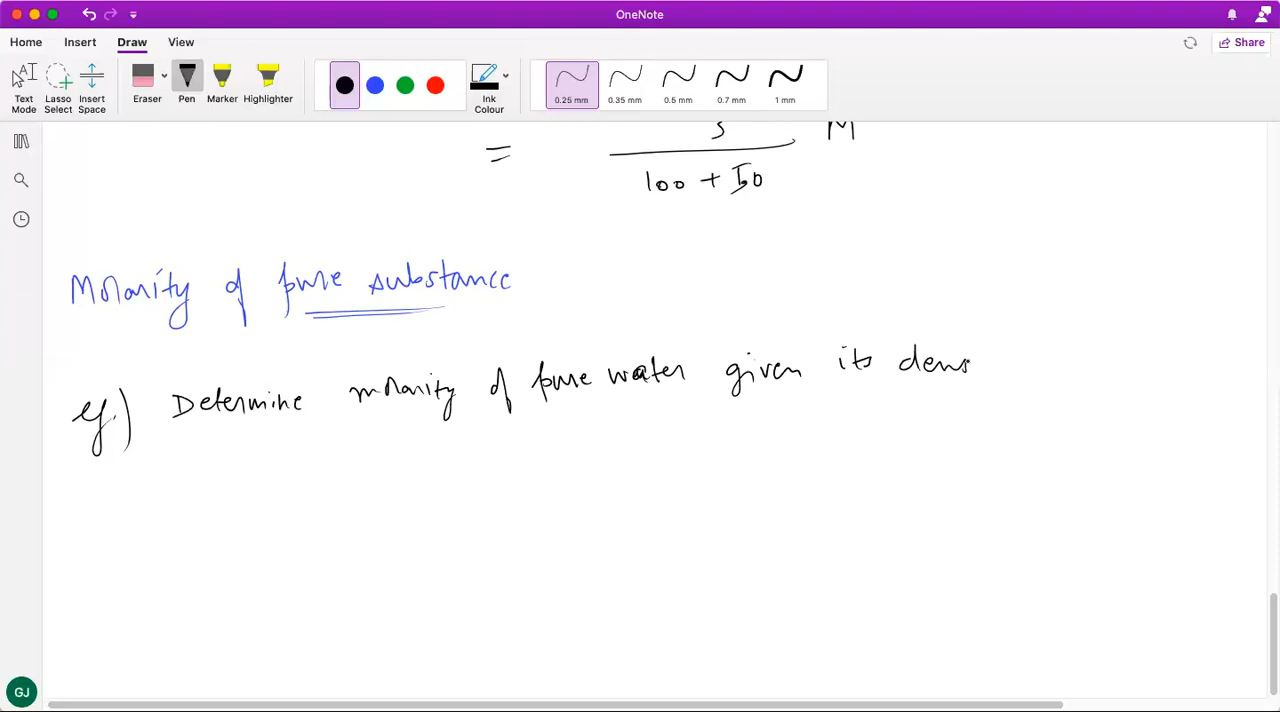 OneNote
Home Insert Draw View Share
Text Mode Lasso Select Insert Space Eraser Pen Marker Highlighter Ink Colour 0.25 mm 0.35 mm 0.5 mm 0.7 mm 1 mm
= M
100 + 50
Molarity of pure substance
eg.) Determine molarity of pure water given its dens
GJ